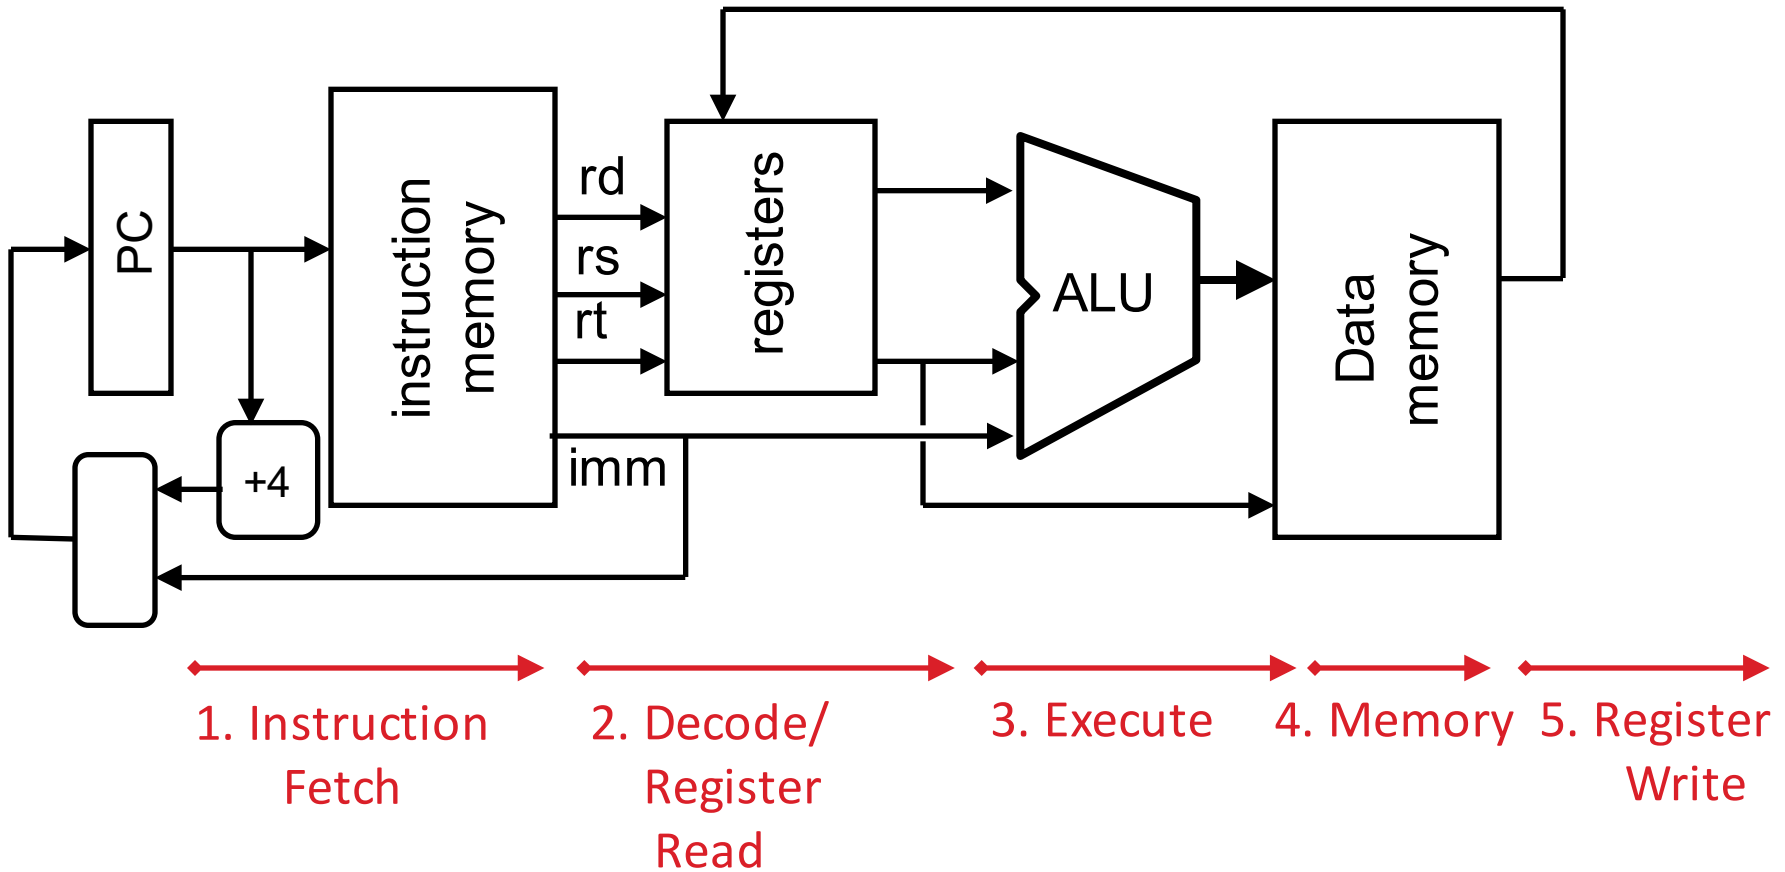 PC
+4
instruction
memory
rd
rs
rt
imm
registers
ALU
Data
memory
1. Instruction
Fetch
2. Decode/
Register
Read
3. Execute
4. Memory
5. Register
Write